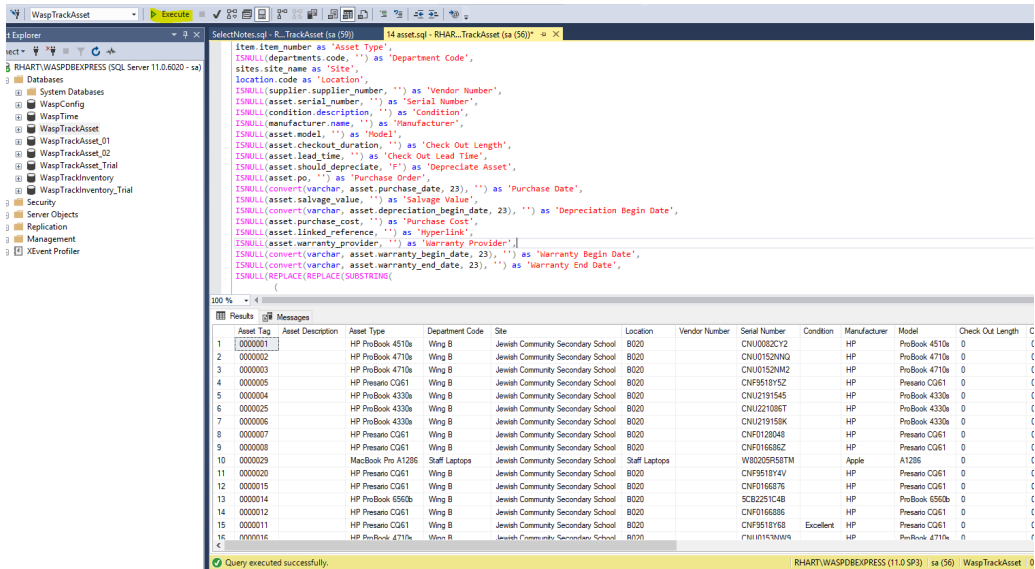 WaspTrackAsset Execute
ct Explorer
SelectNotes.sql - R...TrackAsset (sa (59)) 14 asset.sql - RHAR...TrackAsset (sa (56))*
RHART\WASPDBEXPRESS (SQL Server 11.0.6020 - sa)
Databases
System Databases
WaspConfig
WaspTime
WaspTrackAsset
WaspTrackAsset_01
WaspTrackAsset_02
WaspTrackAsset_Trial
WaspTrackInventory
WaspTrackInventory_Trial
Security
Server Objects
Replication
Management
XEvent Profiler
item.item_number as 'Asset Type',
ISNULL(departments.code, '') as 'Department Code',
sites.site_name as 'Site',
location.code as 'Location',
ISNULL(supplier.supplier_number, '') as 'Vendor Number',
ISNULL(asset.serial_number, '') as 'Serial Number',
ISNULL(condition.description, '') as 'Condition',
ISNULL(manufacturer.name, '') as 'Manufacturer',
ISNULL(asset.model, '') as 'Model',
ISNULL(asset.checkout_duration, '') as 'Check Out Length',
ISNULL(asset.lead_time, '') as 'Check Out Lead Time',
ISNULL(asset.should_depreciate, 'F') as 'Depreciate Asset',
ISNULL(asset.po, '') as 'Purchase Order',
ISNULL(convert(varchar, asset.purchase_date, 23), '') as 'Purchase Date',
ISNULL(asset.salvage_value, '') as 'Salvage Value',
ISNULL(convert(varchar, asset.depreciation_begin_date, 23), '') as 'Depreciation Begin Date',
ISNULL(asset.purchase_cost, '') as 'Purchase Cost',
ISNULL(asset.linked_reference, '') as 'Hyperlink',
ISNULL(asset.warranty_provider, '') as 'Warranty Provider',
ISNULL(convert(varchar, asset.warranty_begin_date, 23), '') as 'Warranty Begin Date',
ISNULL(convert(varchar, asset.warranty_end_date, 23), '') as 'Warranty End Date',
ISNULL(REPLACE(REPLACE(SUBSTRING(
(
100 %
Results Messages
Asset Tag Asset Description Asset Type Department Code Site Location Vendor Number Serial Number Condition Manufacturer Model Check Out Length
1 0000001 HP ProBook 4510s Wing B Jewish Community Secondary School B020 CNU0082CY2 HP ProBook 4510s 0
2 0000002 HP ProBook 4710s Wing B Jewish Community Secondary School B020 CNU0152NNQ HP ProBook 4710s 0
3 0000003 HP ProBook 4710s Wing B Jewish Community Secondary School B020 CNU0152NM2 HP ProBook 4710s 0
4 0000005 HP Presario CQ61 Wing B Jewish Community Secondary School B020 CNF9518Y5Z HP Presario CQ61 0
5 0000004 HP ProBook 4330s Wing B Jewish Community Secondary School B020 CNU2191545 HP ProBook 4330s 0
6 0000025 HP ProBook 4330s Wing B Jewish Community Secondary School B020 CNU221086T HP ProBook 4330s 0
7 0000006 HP ProBook 4330s Wing B Jewish Community Secondary School B020 CNU219158K HP ProBook 4330s 0
8 0000007 HP Presario CQ61 Wing B Jewish Community Secondary School B020 CNF0128048 HP Presario CQ61 0
9 0000008 HP Presario CQ61 Wing B Jewish Community Secondary School B020 CNF016686Z HP Presario CQ61 0
10 0000029 MacBook Pro A1286 Staff Laptops Jewish Community Secondary School Staff Laptops W80205R58TM Apple A1286 0
11 0000020 HP Presario CQ61 Wing B Jewish Community Secondary School B020 CNF9518Y4V HP Presario CQ61 0
12 0000015 HP Presario CQ61 Wing B Jewish Community Secondary School B020 CNF0166876 HP Presario CQ61 0
13 0000014 HP ProBook 6560b Wing B Jewish Community Secondary School B020 5CB2251C4B HP ProBook 6560b 0
14 0000012 HP Presario CQ61 Wing B Jewish Community Secondary School B020 CNF0166886 HP Presario CQ61 0
15 0000011 HP Presario CQ61 Wing B Jewish Community Secondary School B020 CNF9518Y68 Excellent HP Presario CQ61 0
16 0000016 HP ProBook 4710s Wing B Jewish Community Secondary School B020 CNU0153NW9 HP ProBook 4710s 0
Query executed successfully. RHART\WASPDBEXPRESS (11.0 SP3) sa (56) WaspTrackAsset